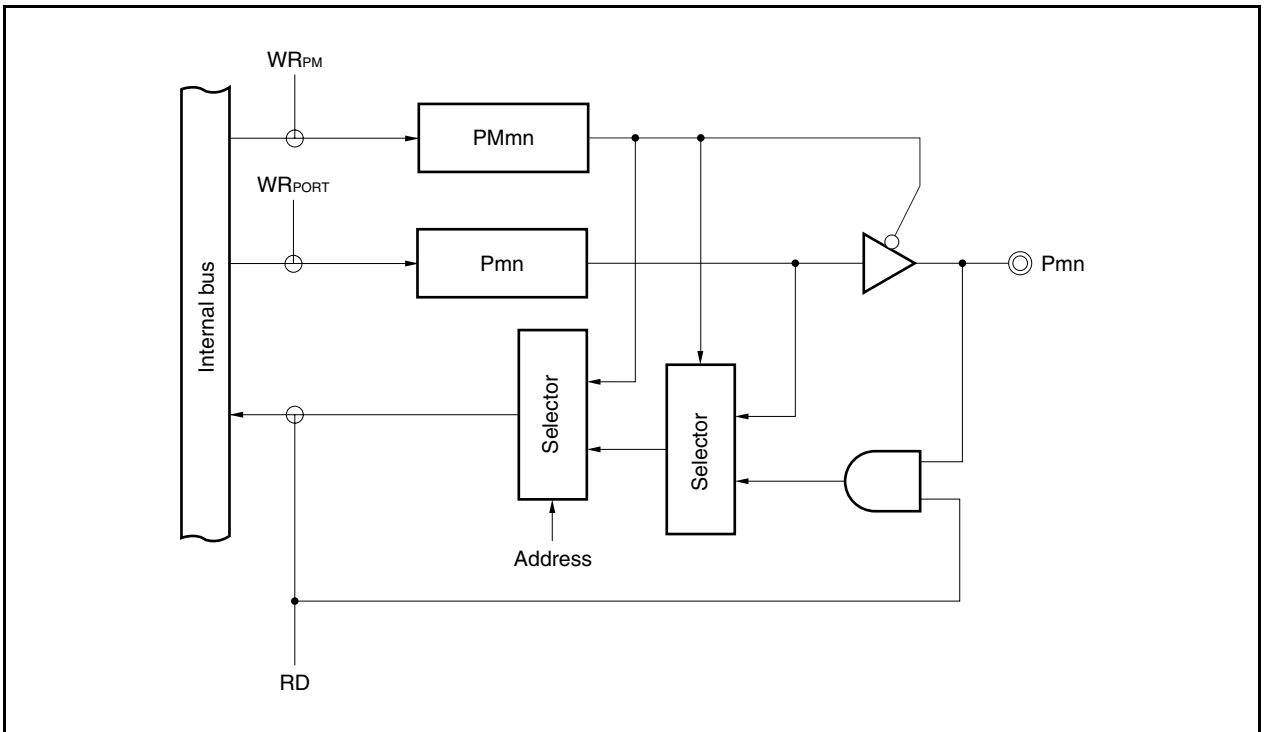 WRPM
PMmn
WRPORT
Pmn
Pmn
Internal bus
Selector
Selector
Address
RD